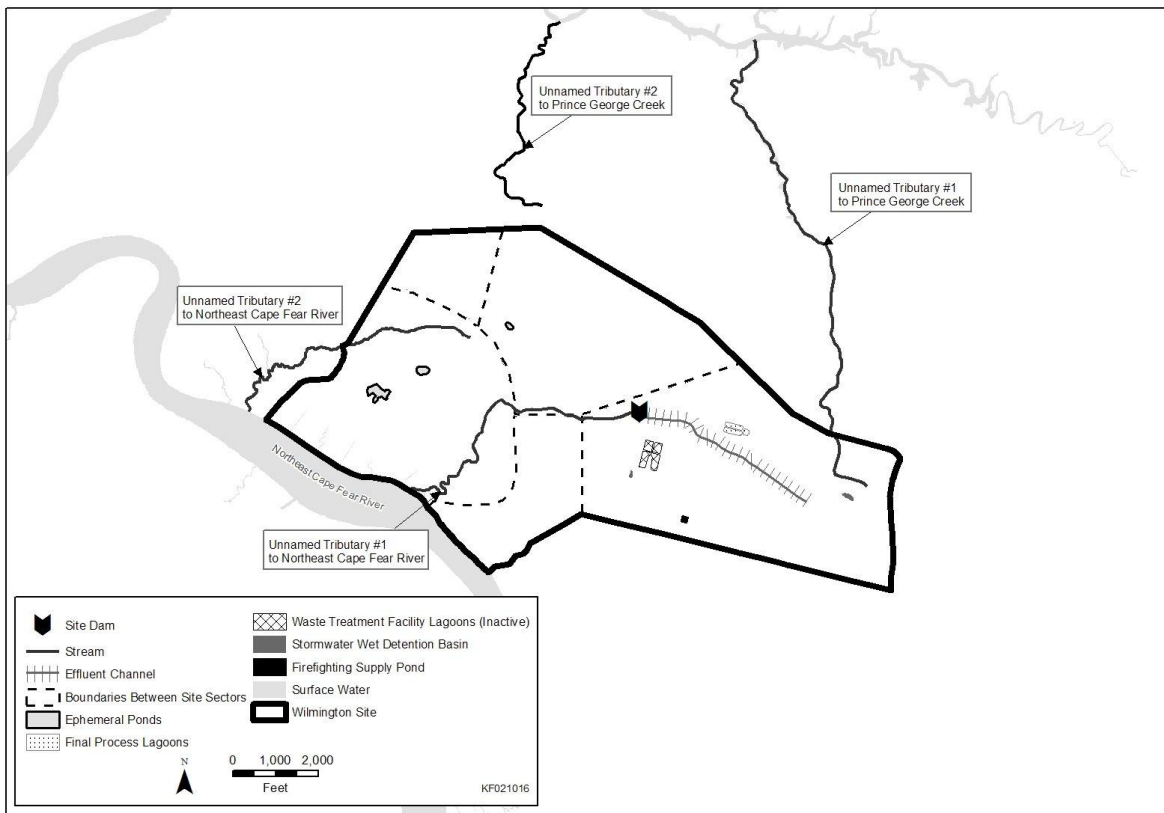 Unnamed Tributary #2
to Prince George Creek
Unnamed Tributary #1
to Prince George Creek
Unnamed Tributary #2
to Northeast Cape Fear River
Northeast Cape Fear River
Unnamed Tributary #1
to Northeast Cape Fear River
Site Dam
Stream
Effluent Channel
Boundaries Between Site Sectors
Ephemeral Ponds
Final Process Lagoons
Waste Treatment Facility Lagoons (Inactive)
Stormwater Wet Detention Basin
Firefighting Supply Pond
Surface Water
Wilmington Site
N
0 1,000 2,000
Feet
KF021016